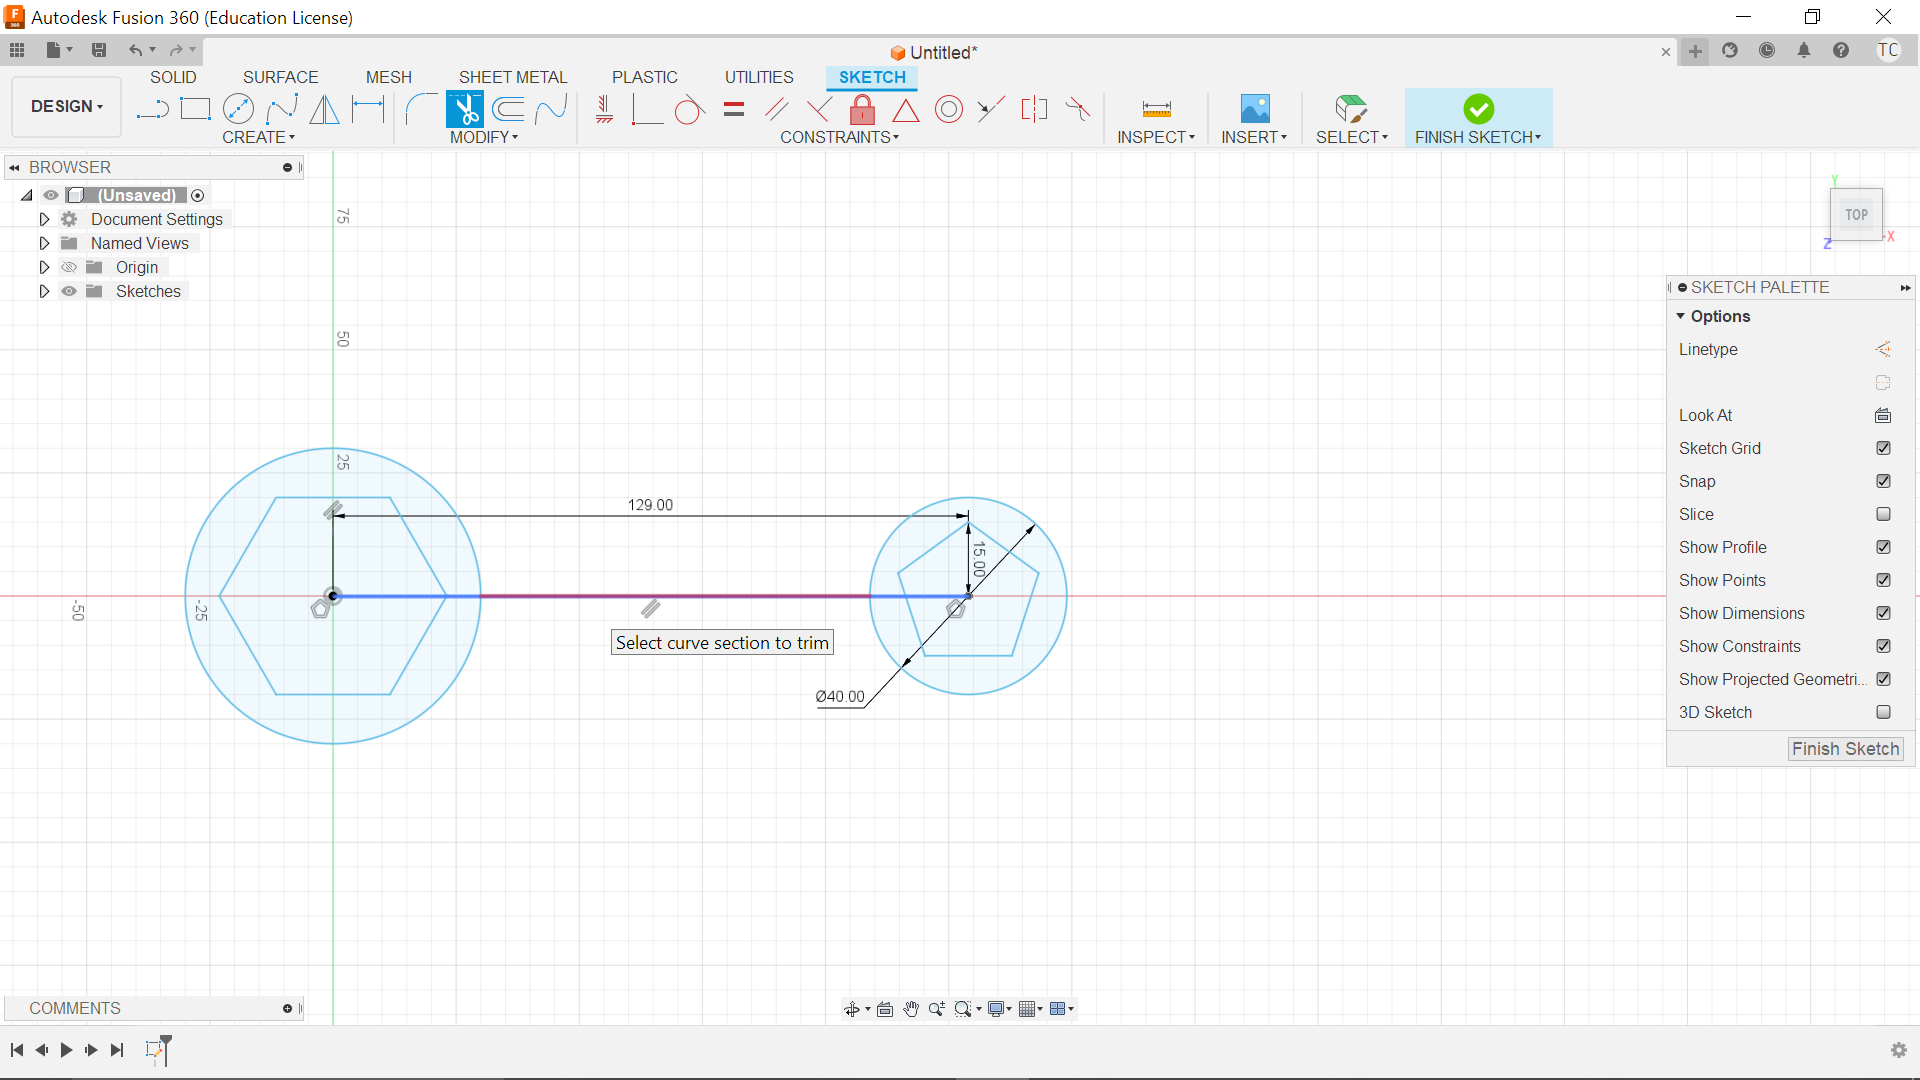 Autodesk Fusion 360 (Education License)
Untitled*
TC
SOLID SURFACE MESH SHEET METAL PLASTIC UTILITIES SKETCH
DESIGN
CREATE MODIFY CONSTRAINTS INSPECT INSERT SELECT FINISH SKETCH
BROWSER
(Unsaved)
Document Settings
Named Views
Origin
Sketches
75
50
25
-50
-25
129.00
15.00
Ø40.00
Select curve section to trim
Y
TOP
X
Z
SKETCH PALETTE
Options
Linetype
Look At
Sketch Grid
Snap
Slice
Show Profile
Show Points
Show Dimensions
Show Constraints
Show Projected Geometri...
3D Sketch
Finish Sketch
COMMENTS